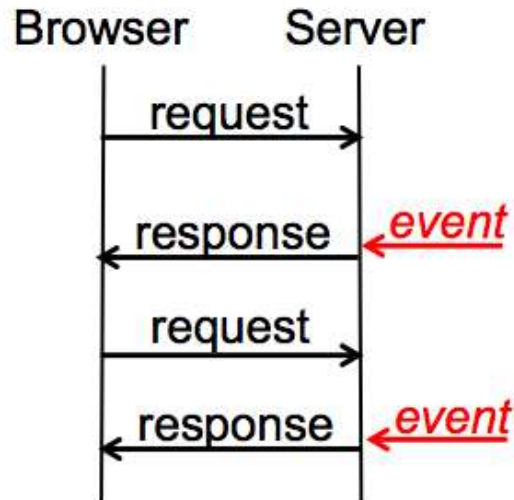 Browser Server
request
event
response
request
event
response